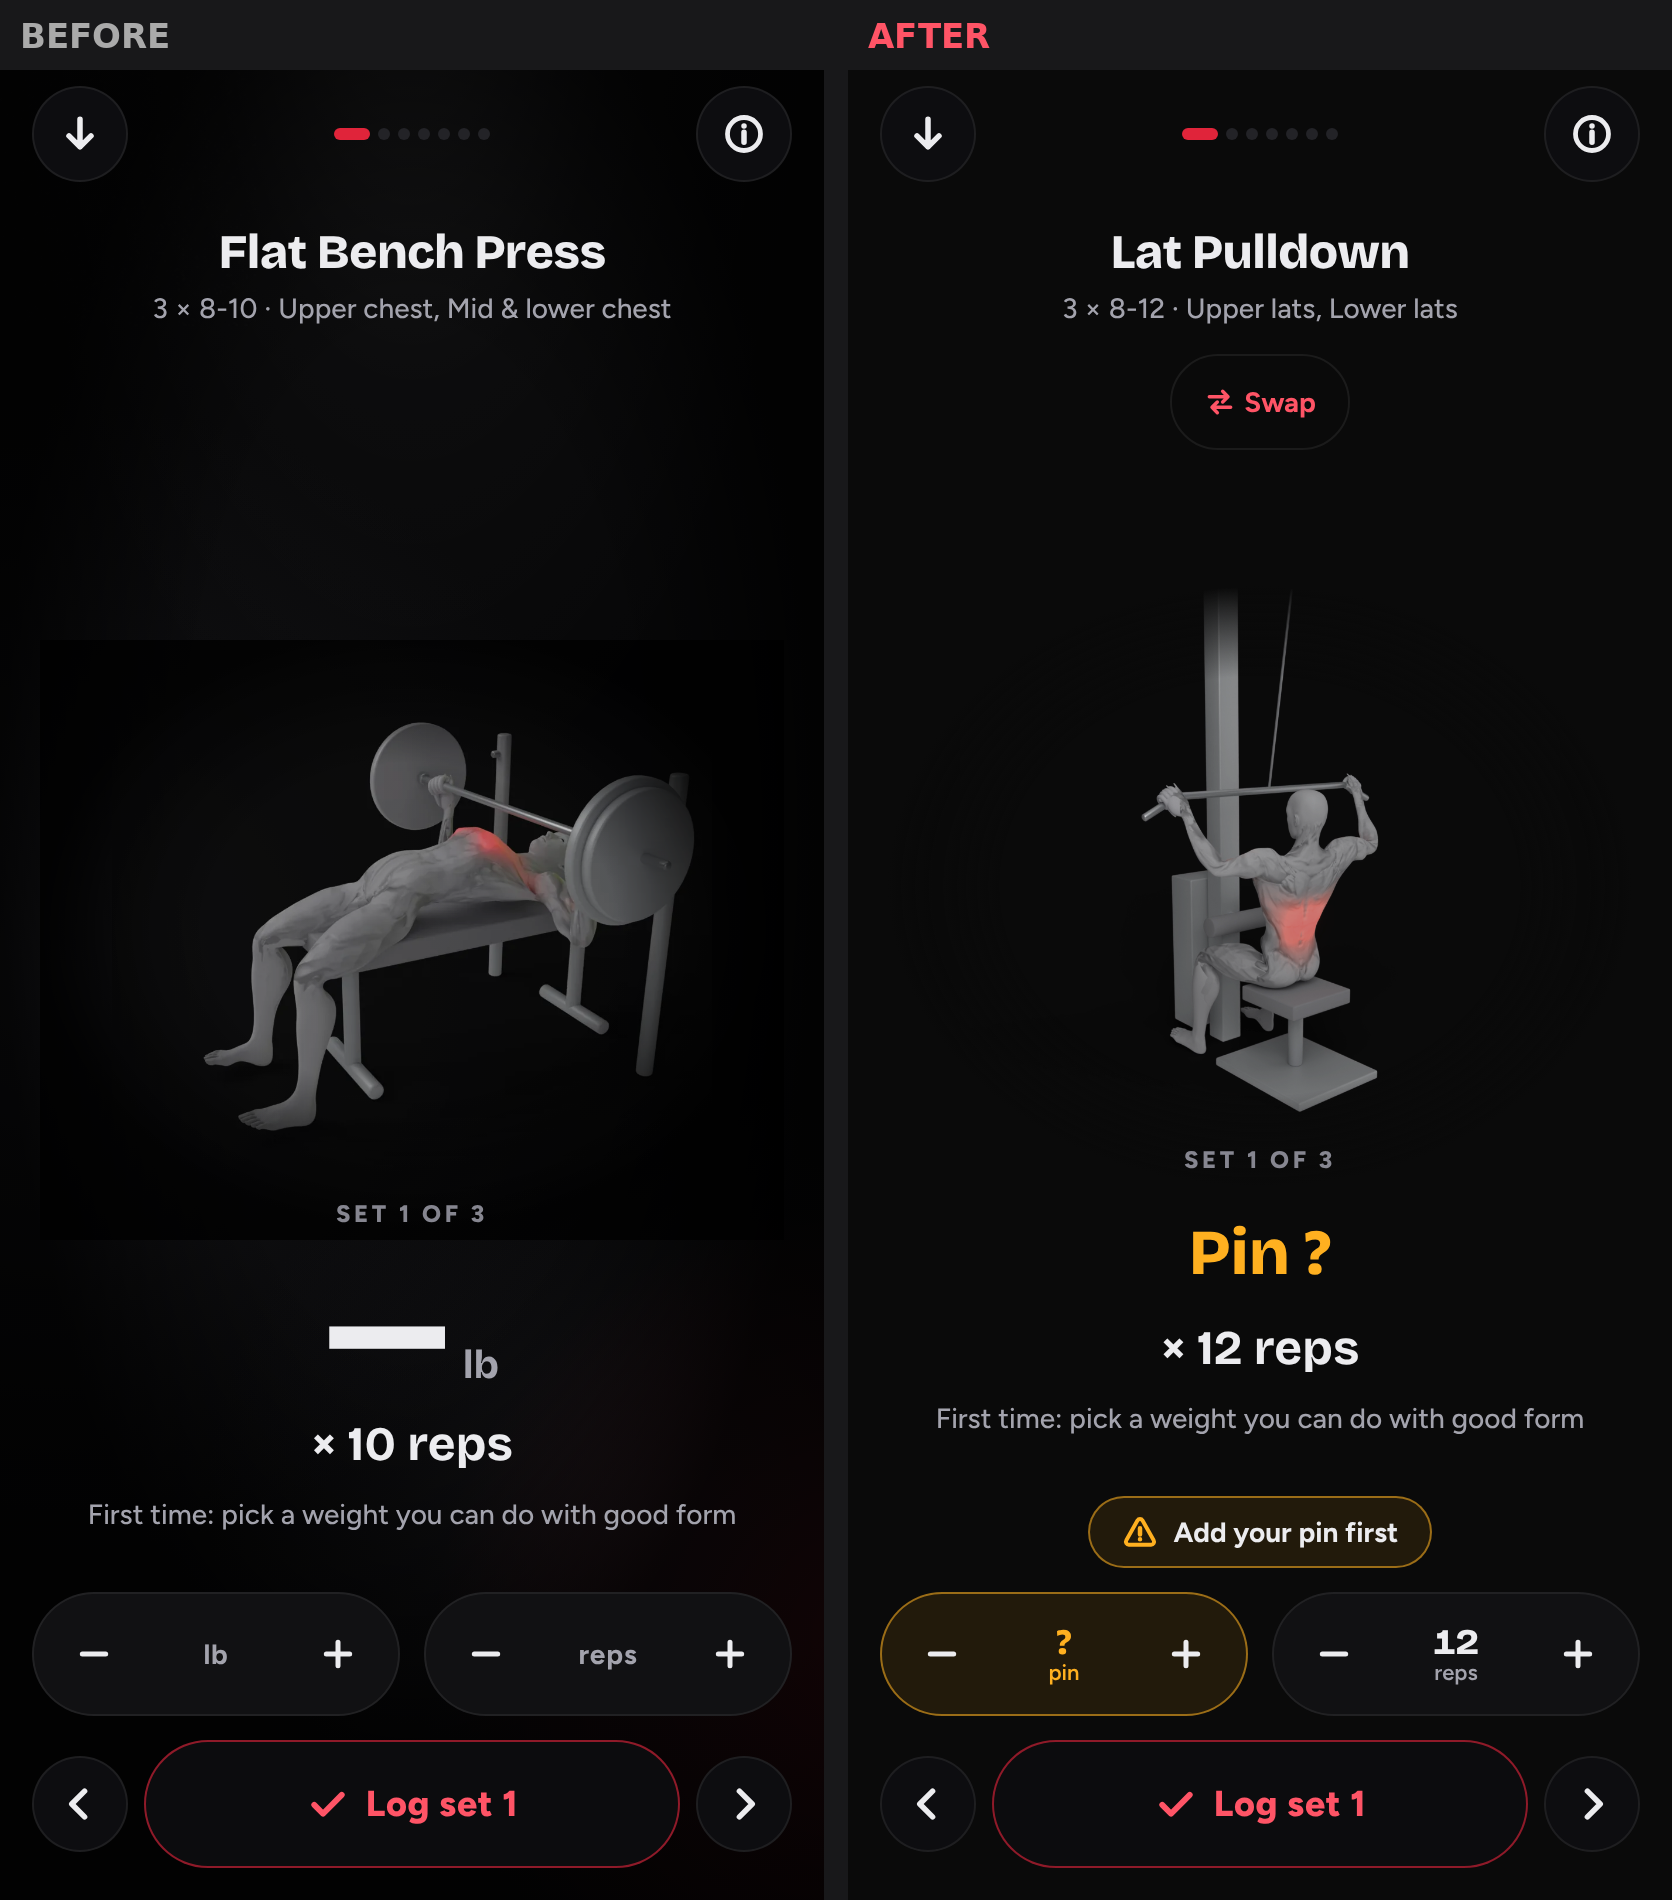 BEFORE
Flat Bench Press
3 × 8-10 · Upper chest, Mid & lower chest
SET 1 OF 3
— lb
× 10 reps
First time: pick a weight you can do with good form
− lb +
− reps +
Log set 1
AFTER
Lat Pulldown
3 × 8-12 · Upper lats, Lower lats
Swap
SET 1 OF 3
Pin ?
× 12 reps
First time: pick a weight you can do with good form
Add your pin first
− ? +
pin
− 12 +
reps
Log set 1